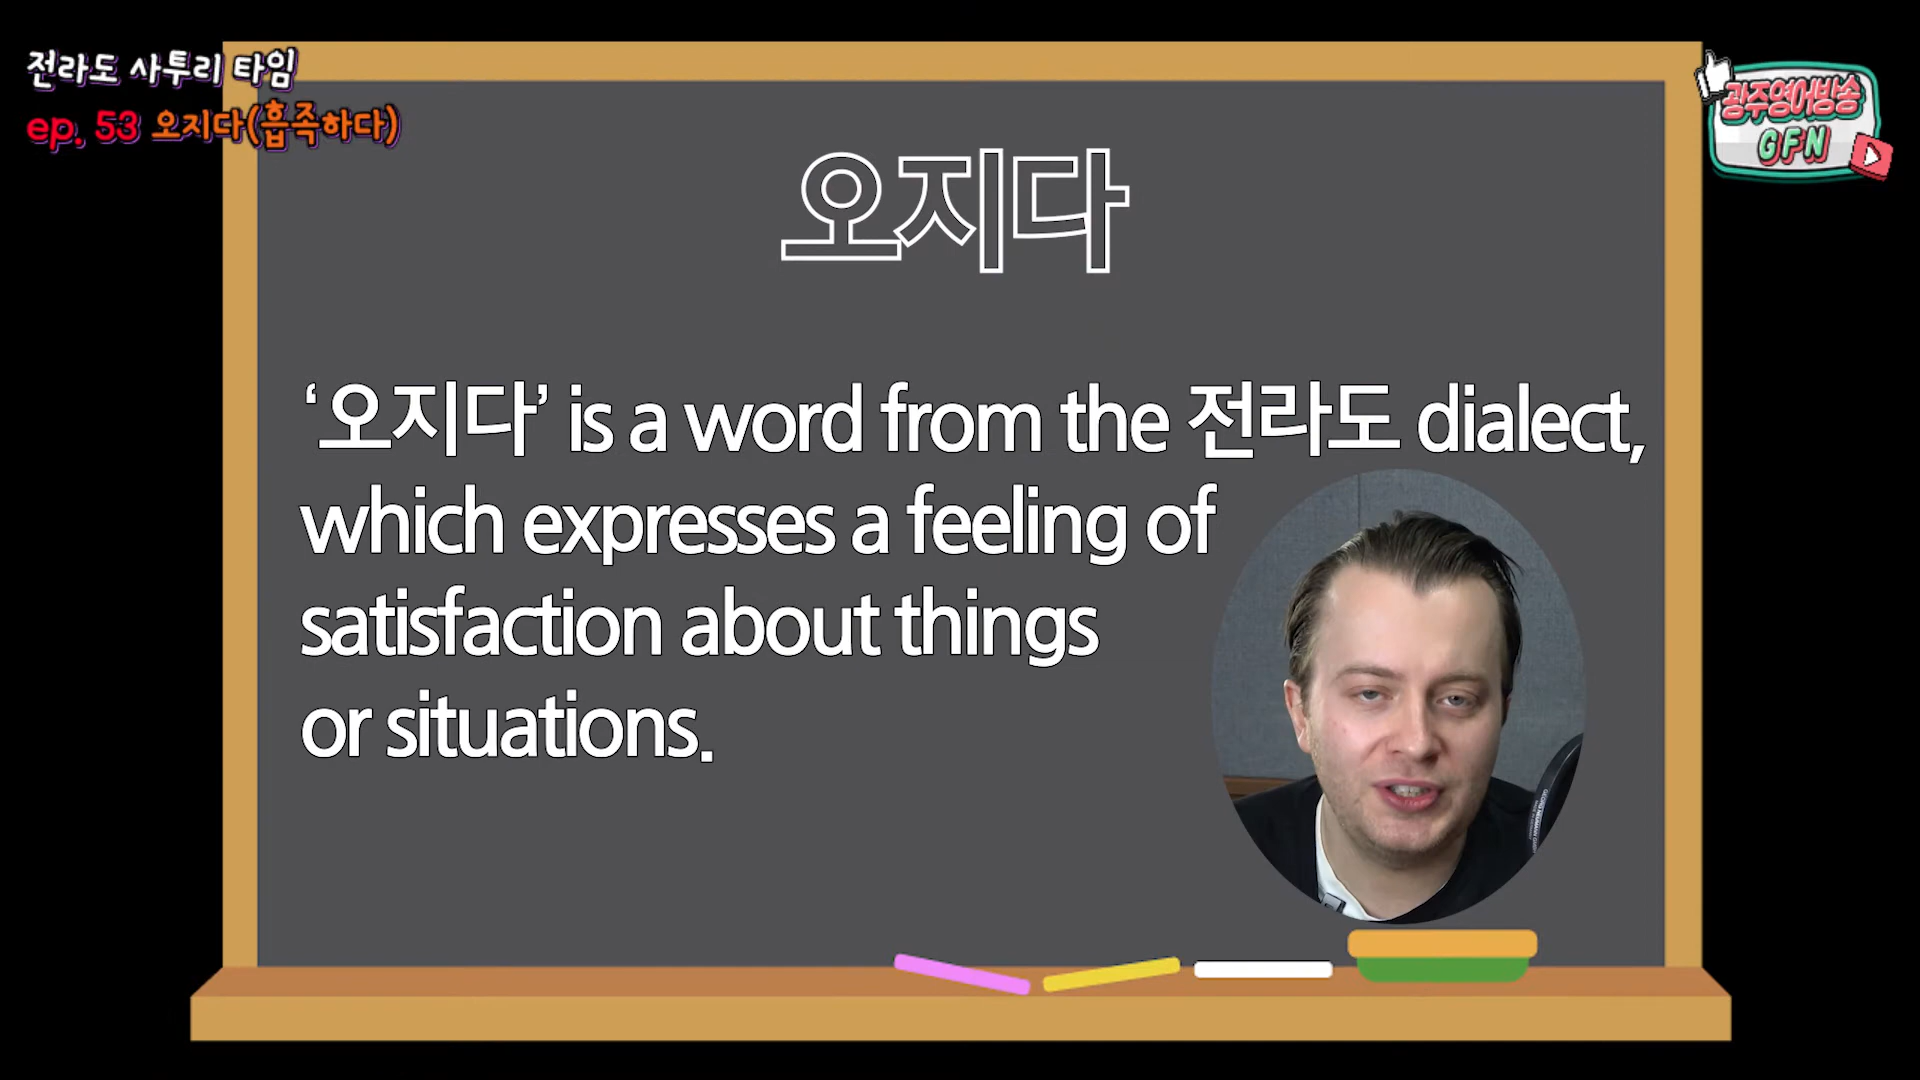 전라도 사투리 타임
ep. 53 오지다(흡족하다)
광주영어방송
GFN
오지다
‘오지다’ is a word from the 전라도 dialect,
which expresses a feeling of
satisfaction about things
or situations.